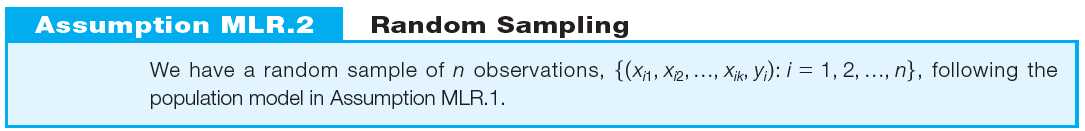 Assumption MLR.2 Random Sampling
We have a random sample of n observations, {(xi1, xi2, ..., xik, yi): i = 1, 2, ..., n}, following the
population model in Assumption MLR.1.